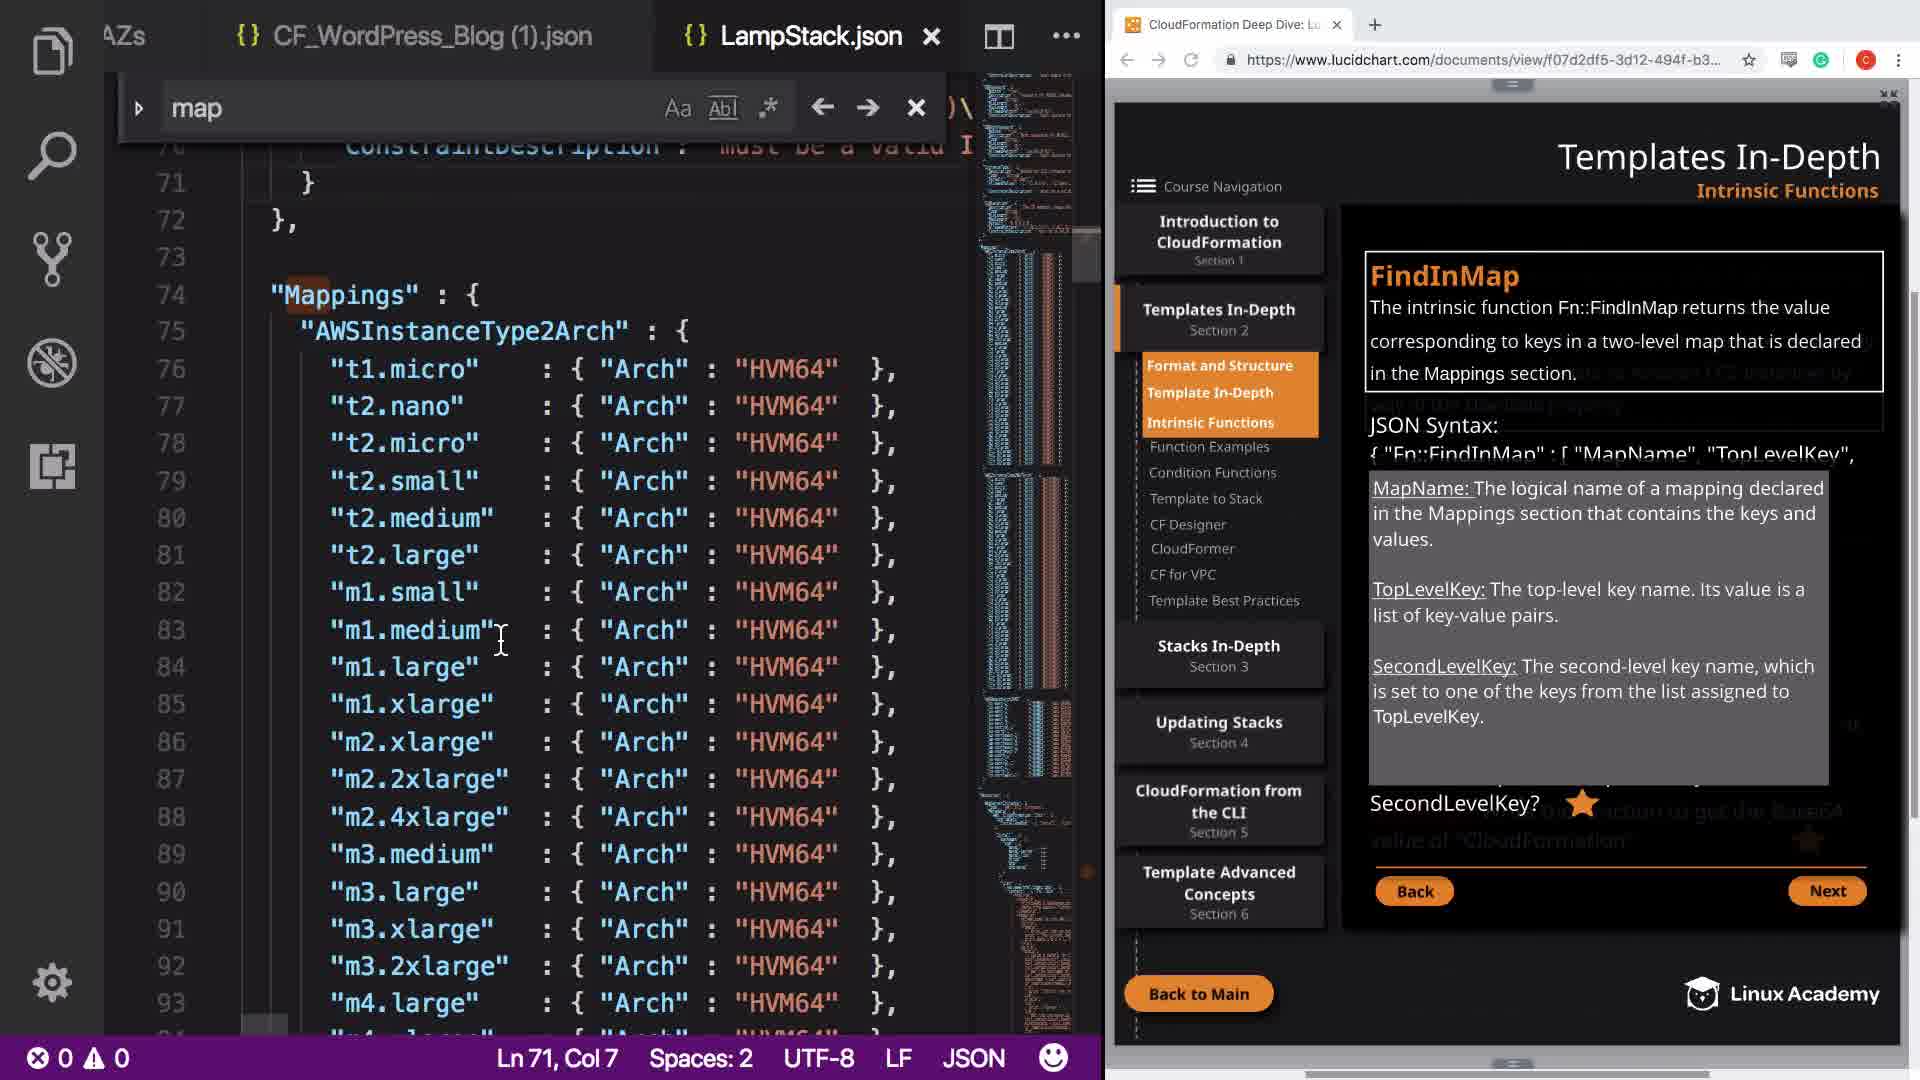 AZs
{} CF_WordPress_Blog (1).json
{} LampStack.json
map
Aa Abl .*
ConstraintDescription : must be a valid I
71 }
72 },
73
74 "Mappings" : {
75 "AWSInstanceType2Arch" : {
76 "t1.micro" : { "Arch" : "HVM64" },
77 "t2.nano" : { "Arch" : "HVM64" },
78 "t2.micro" : { "Arch" : "HVM64" },
79 "t2.small" : { "Arch" : "HVM64" },
80 "t2.medium" : { "Arch" : "HVM64" },
81 "t2.large" : { "Arch" : "HVM64" },
82 "m1.small" : { "Arch" : "HVM64" },
83 "m1.medium" : { "Arch" : "HVM64" },
84 "m1.large" : { "Arch" : "HVM64" },
85 "m1.xlarge" : { "Arch" : "HVM64" },
86 "m2.xlarge" : { "Arch" : "HVM64" },
87 "m2.2xlarge" : { "Arch" : "HVM64" },
88 "m2.4xlarge" : { "Arch" : "HVM64" },
89 "m3.medium" : { "Arch" : "HVM64" },
90 "m3.large" : { "Arch" : "HVM64" },
91 "m3.xlarge" : { "Arch" : "HVM64" },
92 "m3.2xlarge" : { "Arch" : "HVM64" },
93 "m4.large" : { "Arch" : "HVM64" },
0 0
Ln 71, Col 7 Spaces: 2 UTF-8 LF JSON
CloudFormation Deep Dive: Lu
https://www.lucidchart.com/documents/view/f07d2df5-3d12-494f-b3...
C
Templates In-Depth
Intrinsic Functions
Course Navigation
Introduction to
CloudFormation
Section 1
Templates In-Depth
Section 2
Format and Structure
Template In-Depth
Intrinsic Functions
Function Examples
Condition Functions
Template to Stack
CF Designer
CloudFormer
CF for VPC
Template Best Practices
Stacks In-Depth
Section 3
Updating Stacks
Section 4
CloudFormation from
the CLI
Section 5
Template Advanced
Concepts
Section 6
Back to Main
FindInMap
The intrinsic function Fn::FindInMap returns the value
corresponding to keys in a two-level map that is declared
in the Mappings section.
JSON Syntax:
{ "Fn::FindInMap" : [ "MapName", "TopLevelKey",
MapName: The logical name of a mapping declared
in the Mappings section that contains the keys and
values.
TopLevelKey: The top-level key name. Its value is a
list of key-value pairs.
SecondLevelKey: The second-level key name, which
is set to one of the keys from the list assigned to
TopLevelKey.
SecondLevelKey?
value of "CloudFormation"
Back
Next
Linux Academy